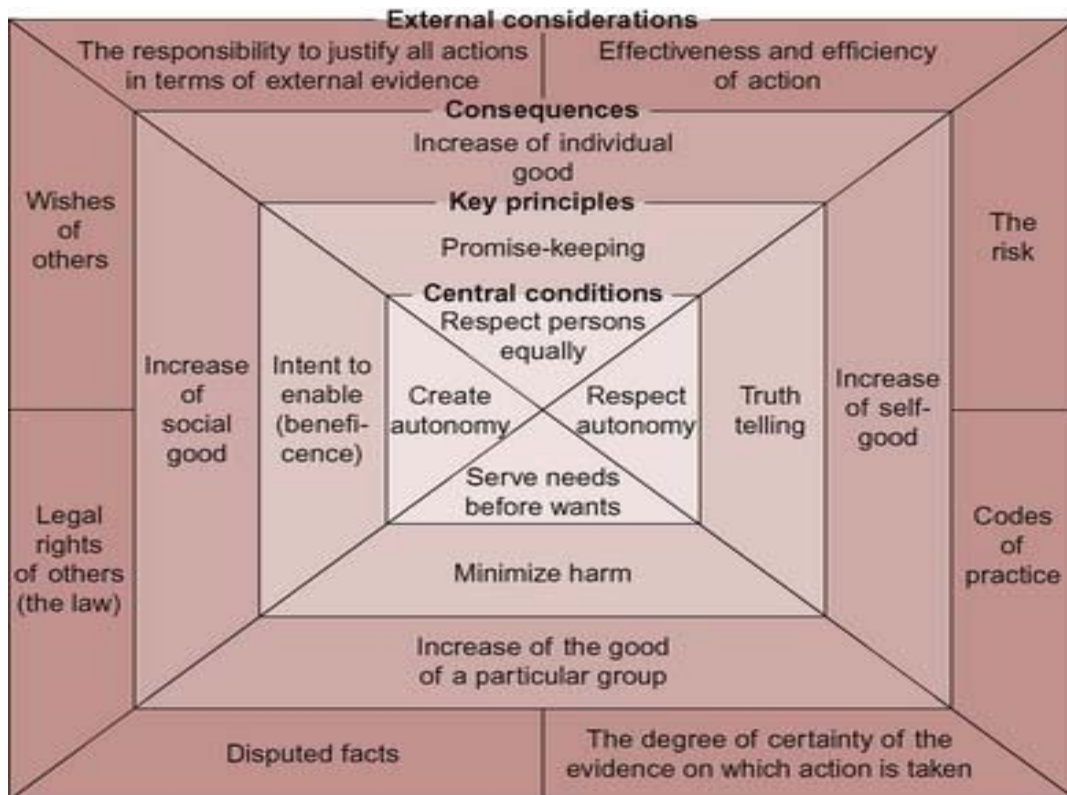 External considerations
The responsibility to justify all actions
in terms of external evidence
Effectiveness and efficiency
of action
Consequences
Increase of individual
good
Key principles
Promise-keeping
Central conditions
Respect persons
equally
Wishes
of
others
Legal
rights
of others
(the law)
Increase
of
social
good
Intent to
enable
(benefi-
cence)
Create
autonomy
Respect
autonomy
Serve needs
before wants
Truth
telling
Increase
of self-
good
The
risk
Codes
of
practice
Minimize harm
Increase of the good
of a particular group
Disputed facts
The degree of certainty of the
evidence on which action is taken